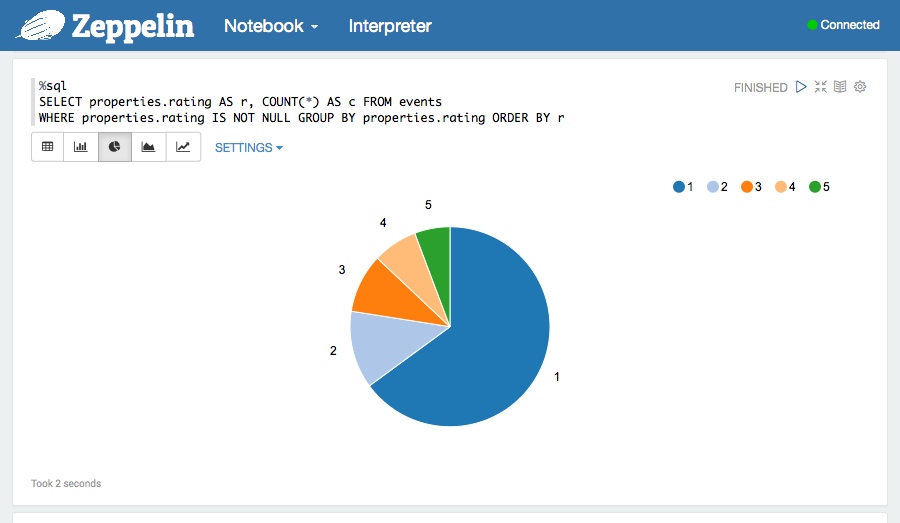 Zeppelin Notebook Interpreter Connected
%sql
SELECT properties.rating AS r, COUNT(*) AS c FROM events
WHERE properties.rating IS NOT NULL GROUP BY properties.rating ORDER BY r
FINISHED
SETTINGS
1 2 3 4 5
5
4
3
2
1
Took 2 seconds